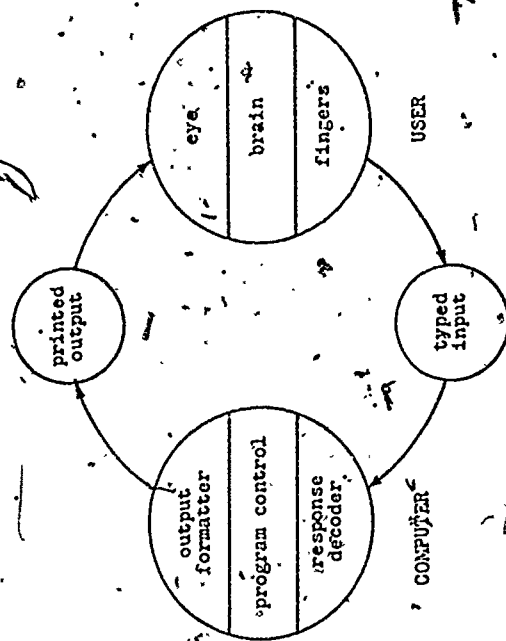 printed
output
output
formatter
program control
response
decoder
COMPUTER
eye
brain
fingers
USER
typed
input